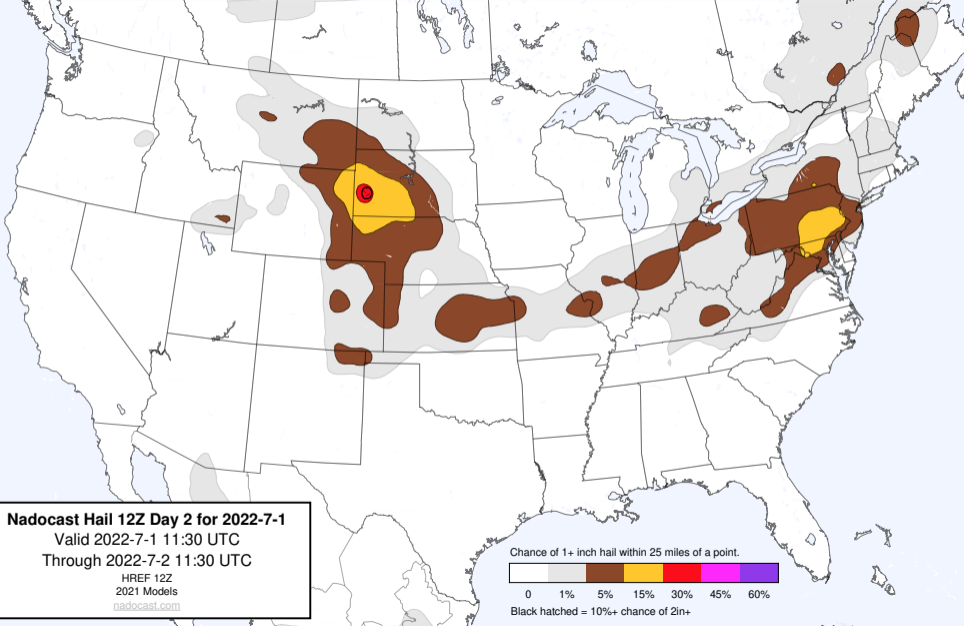 Nadocast Hail 12Z Day 2 for 2022-7-1
Valid 2022-7-1 11:30 UTC
Through 2022-7-2 11:30 UTC
HREF 12Z
2021 Models
nadocast.com
Chance of 1+ inch hail within 25 miles of a point.
0 1% 5% 15% 30% 45% 60%
Black hatched = 10%+ chance of 2in+